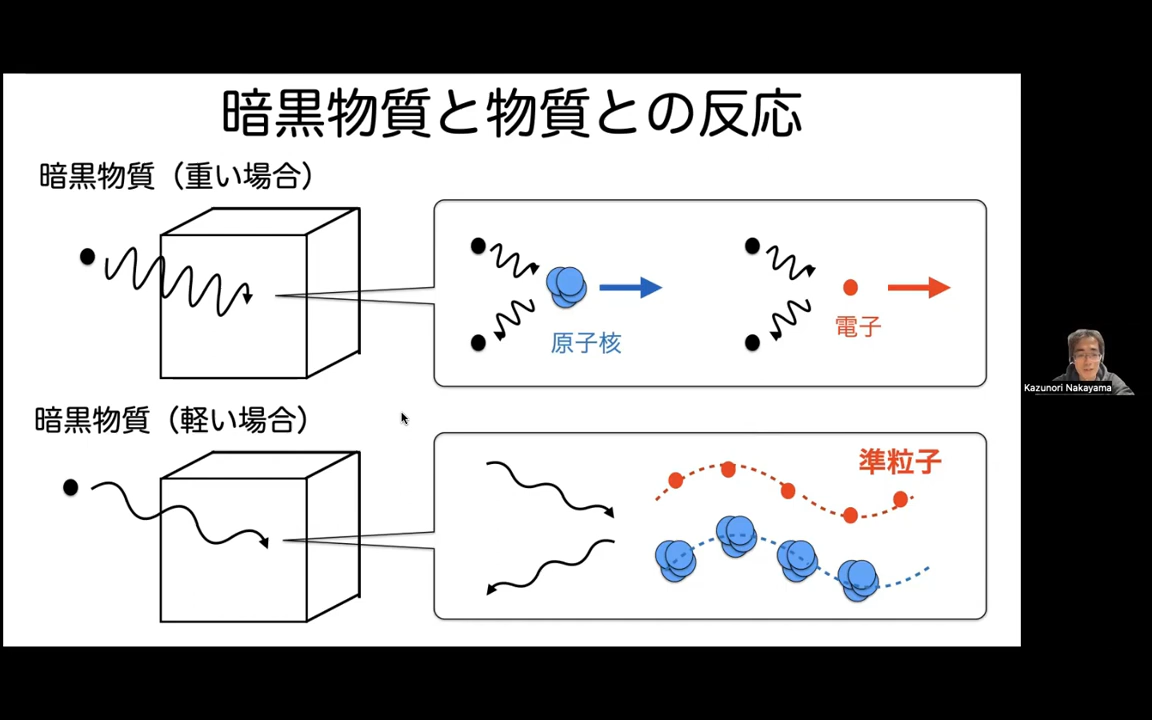 暗黒物質と物質との反応
暗黒物質（重い場合）
原子核
電子
Kazunori Nakayama
暗黒物質（軽い場合）
準粒子